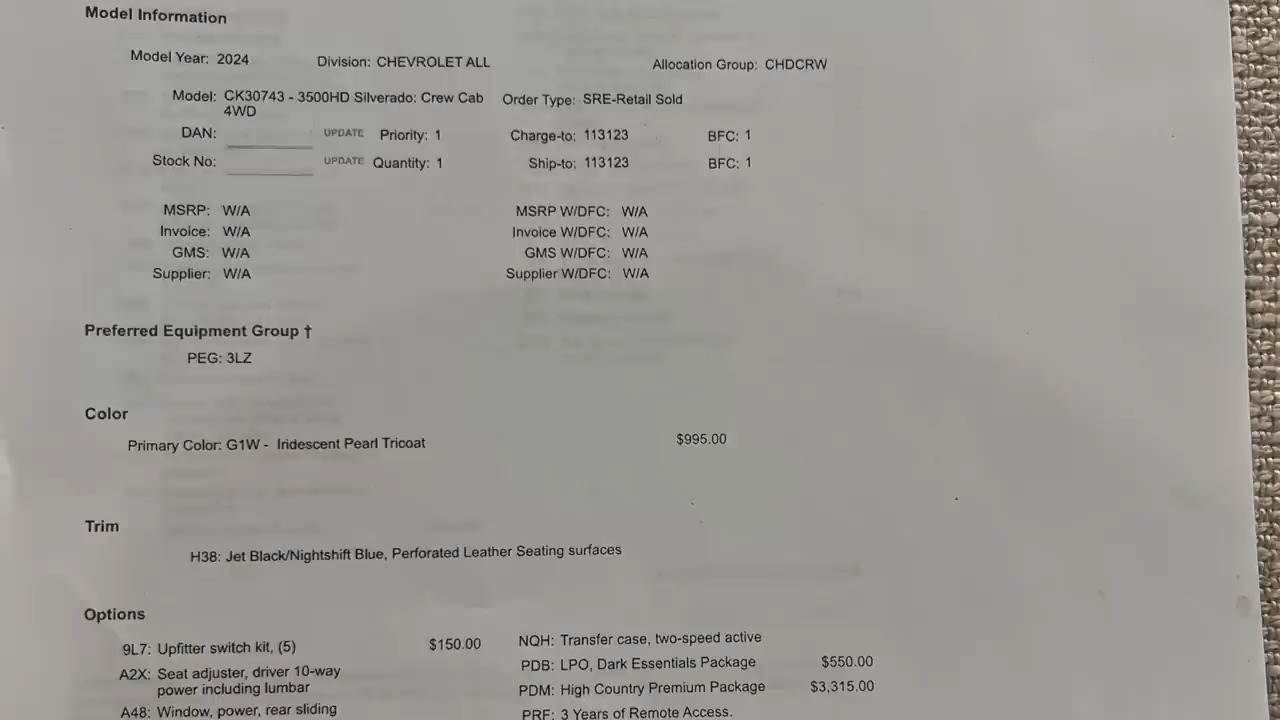 Model Information
Model Year: 2024 Division: CHEVROLET ALL Allocation Group: CHDCRW
Model: CK30743 - 3500HD Silverado: Crew Cab Order Type: SRE-Retail Sold
4WD
DAN: UPDATE Priority: 1 Charge-to: 113123 BFC: 1
Stock No: UPDATE Quantity: 1 Ship-to: 113123 BFC: 1
MSRP: W/A MSRP W/DFC: W/A
Invoice: W/A Invoice W/DFC: W/A
GMS: W/A GMS W/DFC: W/A
Supplier: W/A Supplier W/DFC: W/A
Preferred Equipment Group †
PEG: 3LZ
Color
Primary Color: G1W - Iridescent Pearl Tricoat $995.00
Trim
H38: Jet Black/Nightshift Blue, Perforated Leather Seating surfaces
Options
9L7: Upfitter switch kit, (5) $150.00 NQH: Transfer case, two-speed active
A2X: Seat adjuster, driver 10-way PDB: LPO, Dark Essentials Package $550.00
power including lumbar PDM: High Country Premium Package $3,315.00
A48: Window, power, rear sliding PRF: 3 Years of Remote Access.